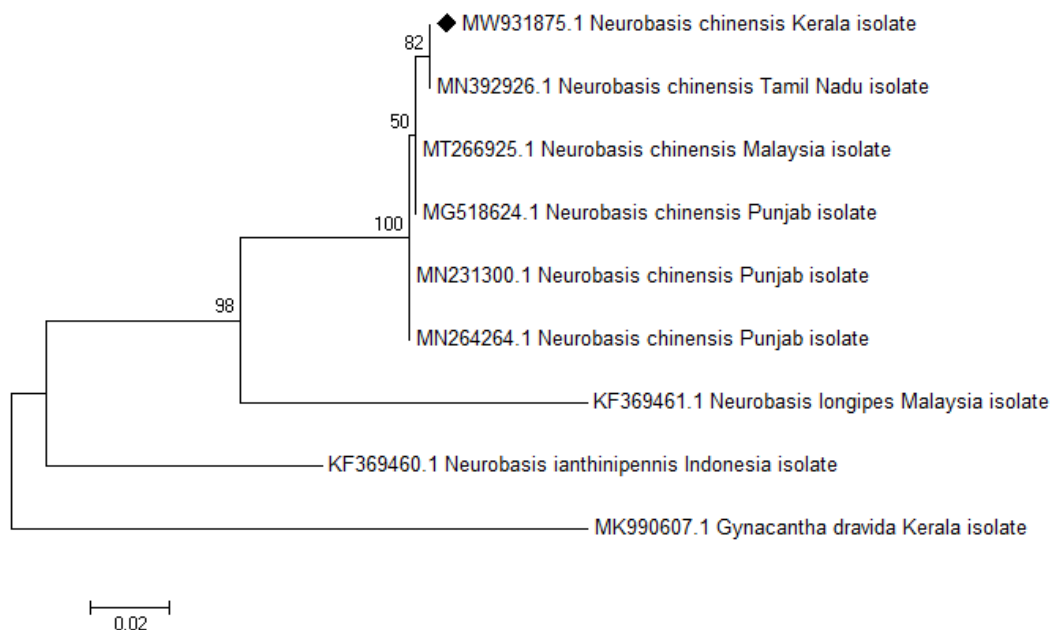 ◆ MW931875.1 Neurobasis chinensis Kerala isolate
82
MN392926.1 Neurobasis chinensis Tamil Nadu isolate
50
MT266925.1 Neurobasis chinensis Malaysia isolate
MG518624.1 Neurobasis chinensis Punjab isolate
100
MN231300.1 Neurobasis chinensis Punjab isolate
98
MN264264.1 Neurobasis chinensis Punjab isolate
KF369461.1 Neurobasis longipes Malaysia isolate
KF369460.1 Neurobasis ianthinipennis Indonesia isolate
MK990607.1 Gynacantha dravida Kerala isolate
0.02